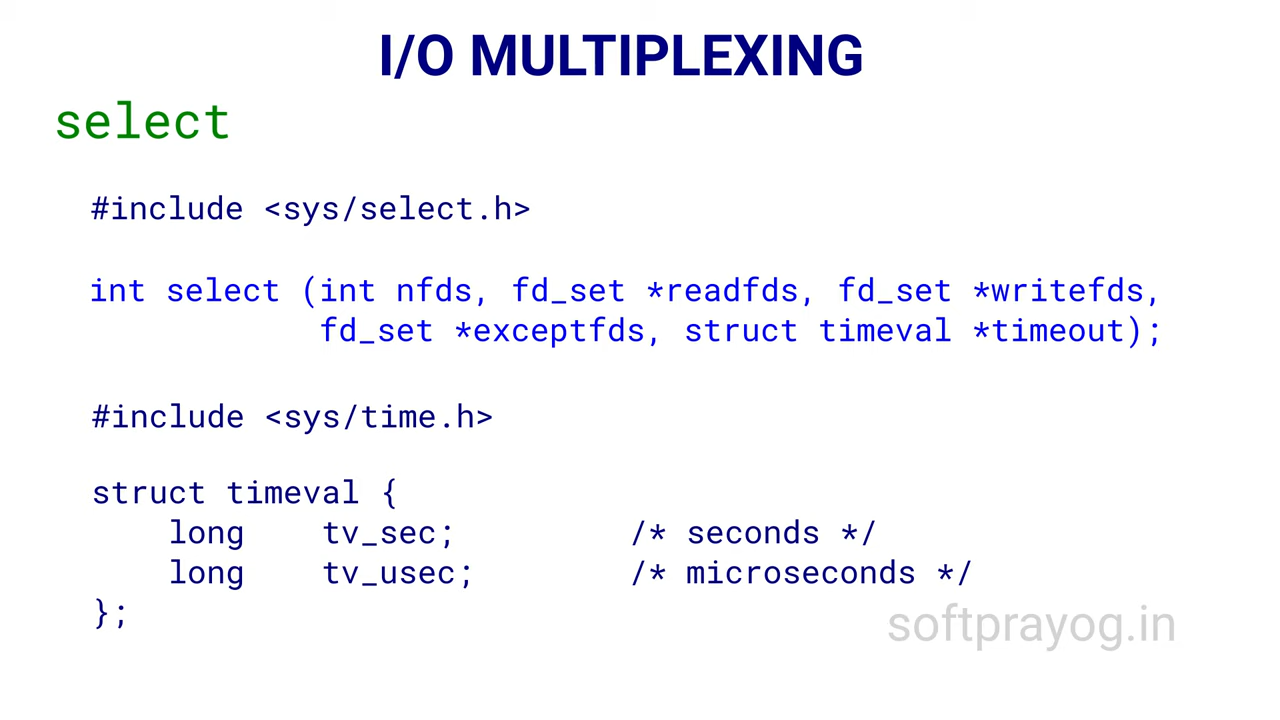 I/O MULTIPLEXING
select
#include <sys/select.h>
int select (int nfds, fd_set *readfds, fd_set *writefds,
fd_set *exceptfds, struct timeval *timeout);
#include <sys/time.h>
struct timeval {
long tv_sec; /* seconds */
long tv_usec; /* microseconds */
};
softprayog.in